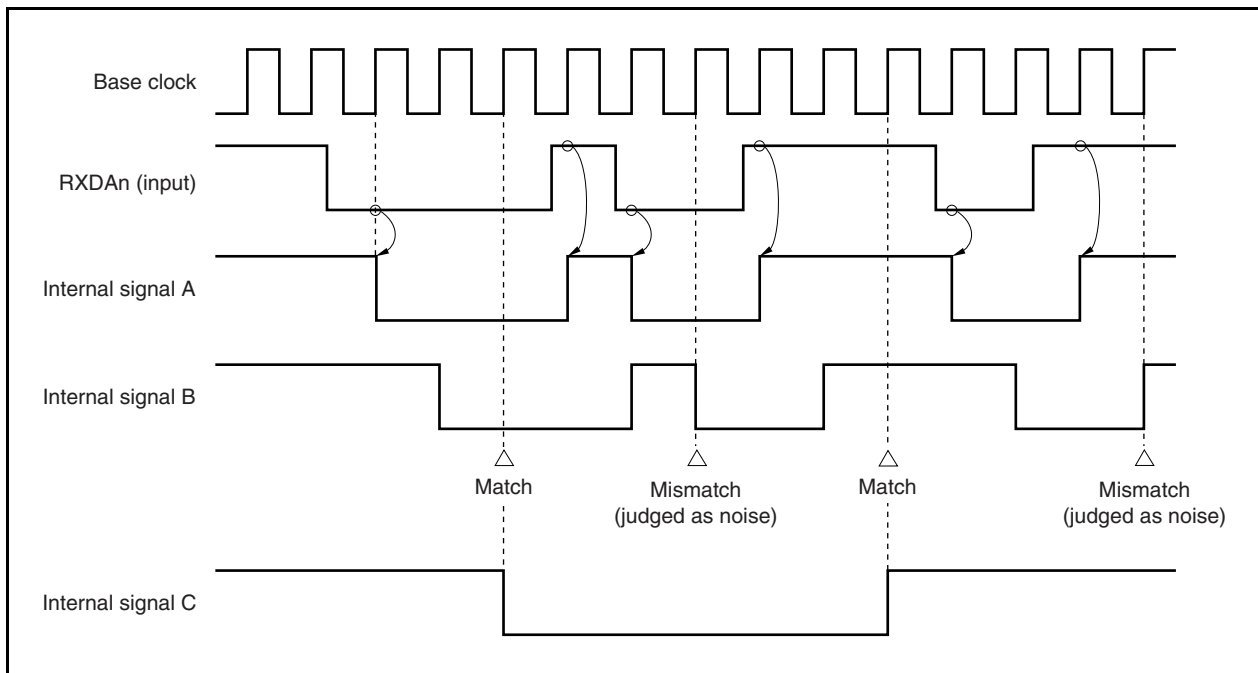 Base clock
RXDAn (input)
Internal signal A
Internal signal B
Match
Mismatch
(judged as noise)
Match
Mismatch
(judged as noise)
Internal signal C